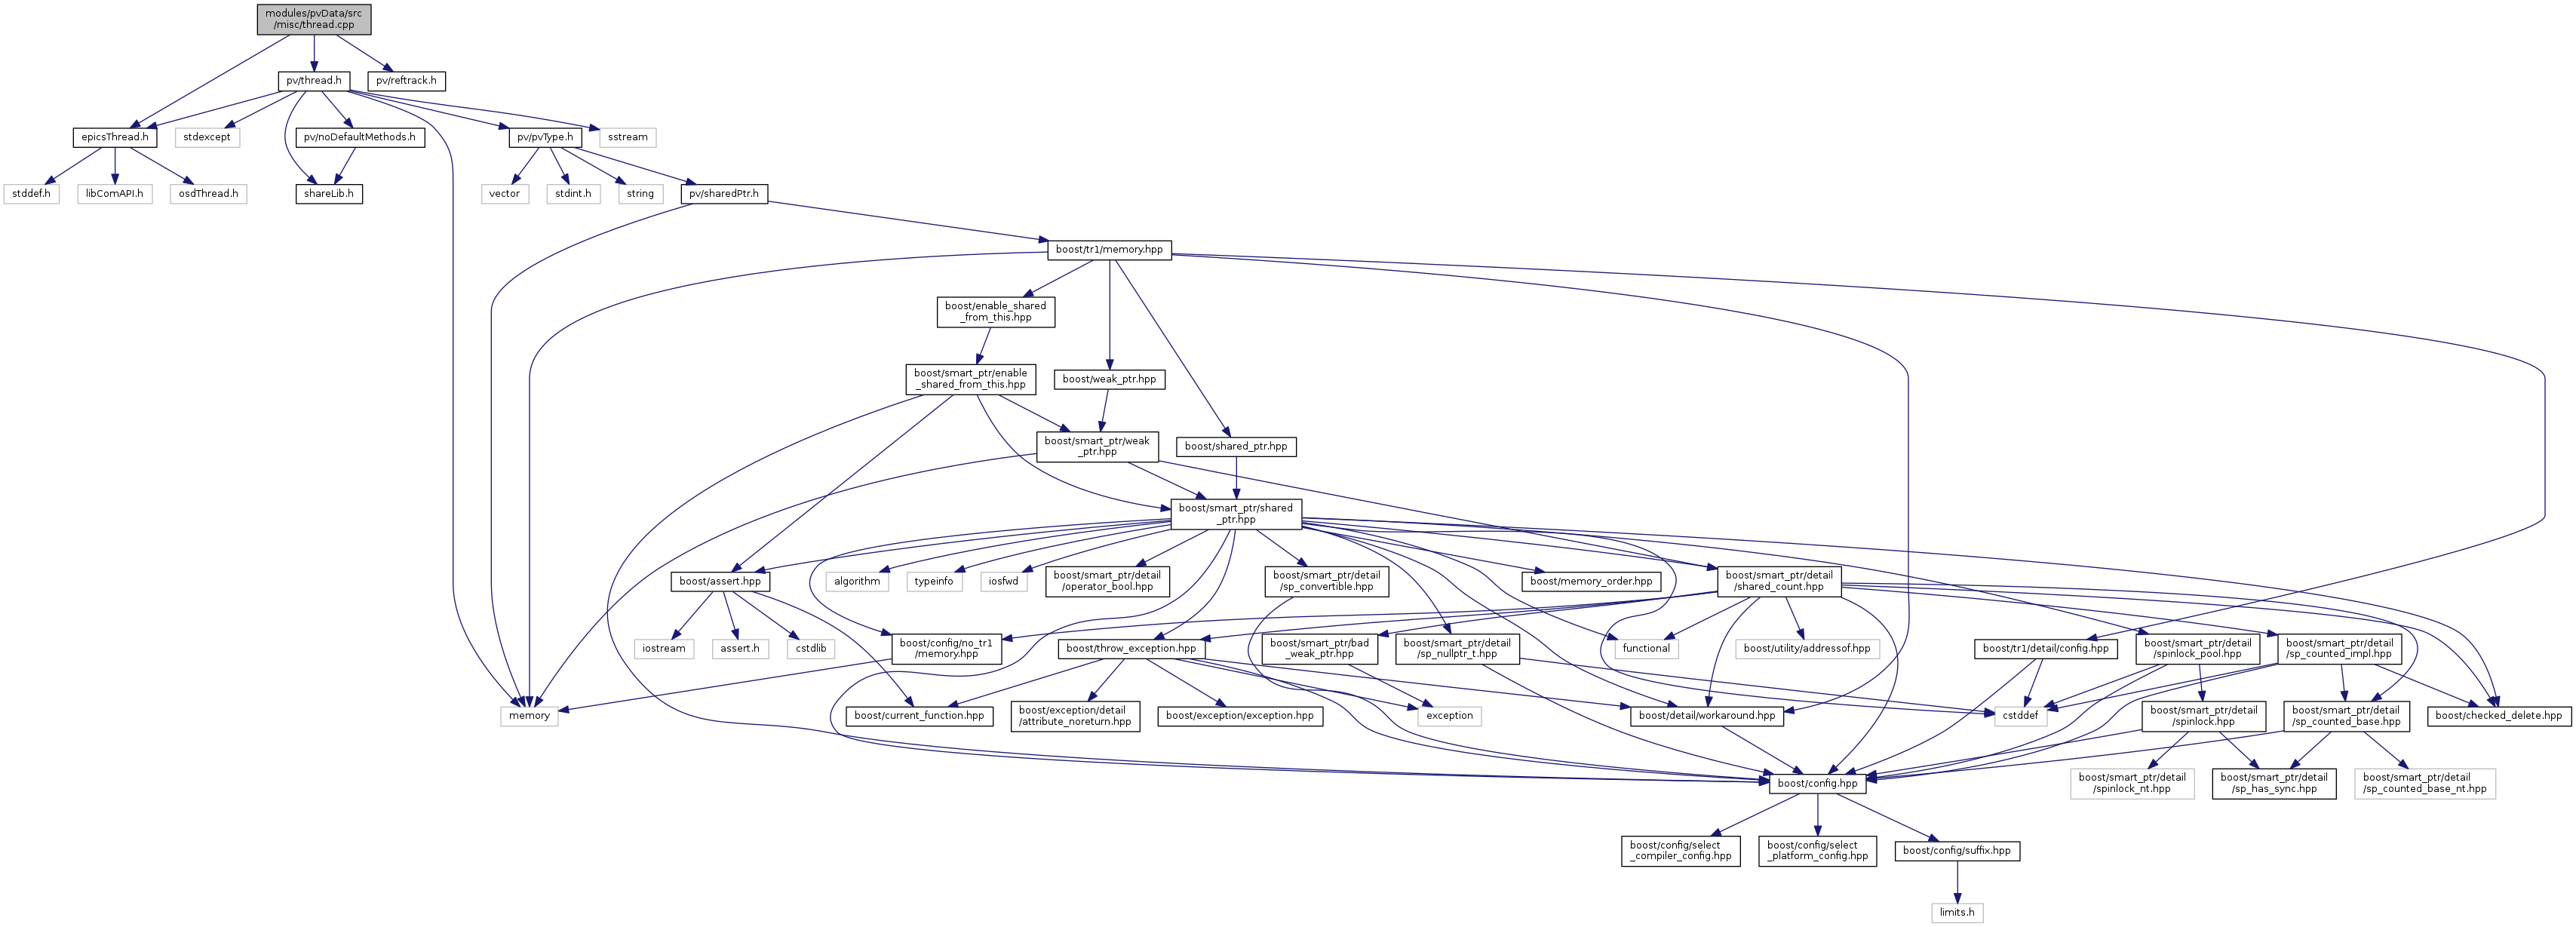 modules/pvData/src
/misc/thread.cpp
pv/thread.h
pv/reftrack.h
epicsThread.h
stdexcept
pv/noDefaultMethods.h
pv/pvType.h
sstream
stddef.h
libComAPI.h
osdThread.h
shareLib.h
vector
stdint.h
string
pv/sharedPtr.h
boost/tr1/memory.hpp
boost/enable_shared
_from_this.hpp
boost/smart_ptr/enable
_shared_from_this.hpp
boost/weak_ptr.hpp
boost/smart_ptr/weak
_ptr.hpp
boost/shared_ptr.hpp
boost/smart_ptr/shared
_ptr.hpp
boost/assert.hpp
algorithm
typeinfo
iosfwd
boost/smart_ptr/detail
/operator_bool.hpp
boost/smart_ptr/detail
/sp_convertible.hpp
boost/memory_order.hpp
boost/smart_ptr/detail
/shared_count.hpp
iostream
assert.h
cstdlib
boost/config/no_tr1
/memory.hpp
boost/throw_exception.hpp
boost/smart_ptr/bad
_weak_ptr.hpp
boost/smart_ptr/detail
/sp_nullptr_t.hpp
functional
boost/utility/addressof.hpp
boost/tr1/detail/config.hpp
boost/smart_ptr/detail
/spinlock_pool.hpp
boost/smart_ptr/detail
/sp_counted_impl.hpp
memory
boost/current_function.hpp
boost/exception/detail
/attribute_noreturn.hpp
boost/exception/exception.hpp
exception
boost/detail/workaround.hpp
cstddef
boost/smart_ptr/detail
/spinlock.hpp
boost/smart_ptr/detail
/sp_counted_base.hpp
boost/checked_delete.hpp
boost/config.hpp
boost/smart_ptr/detail
/spinlock_nt.hpp
boost/smart_ptr/detail
/sp_has_sync.hpp
boost/smart_ptr/detail
/sp_counted_base_nt.hpp
boost/config/select
_compiler_config.hpp
boost/config/select
_platform_config.hpp
boost/config/suffix.hpp
limits.h